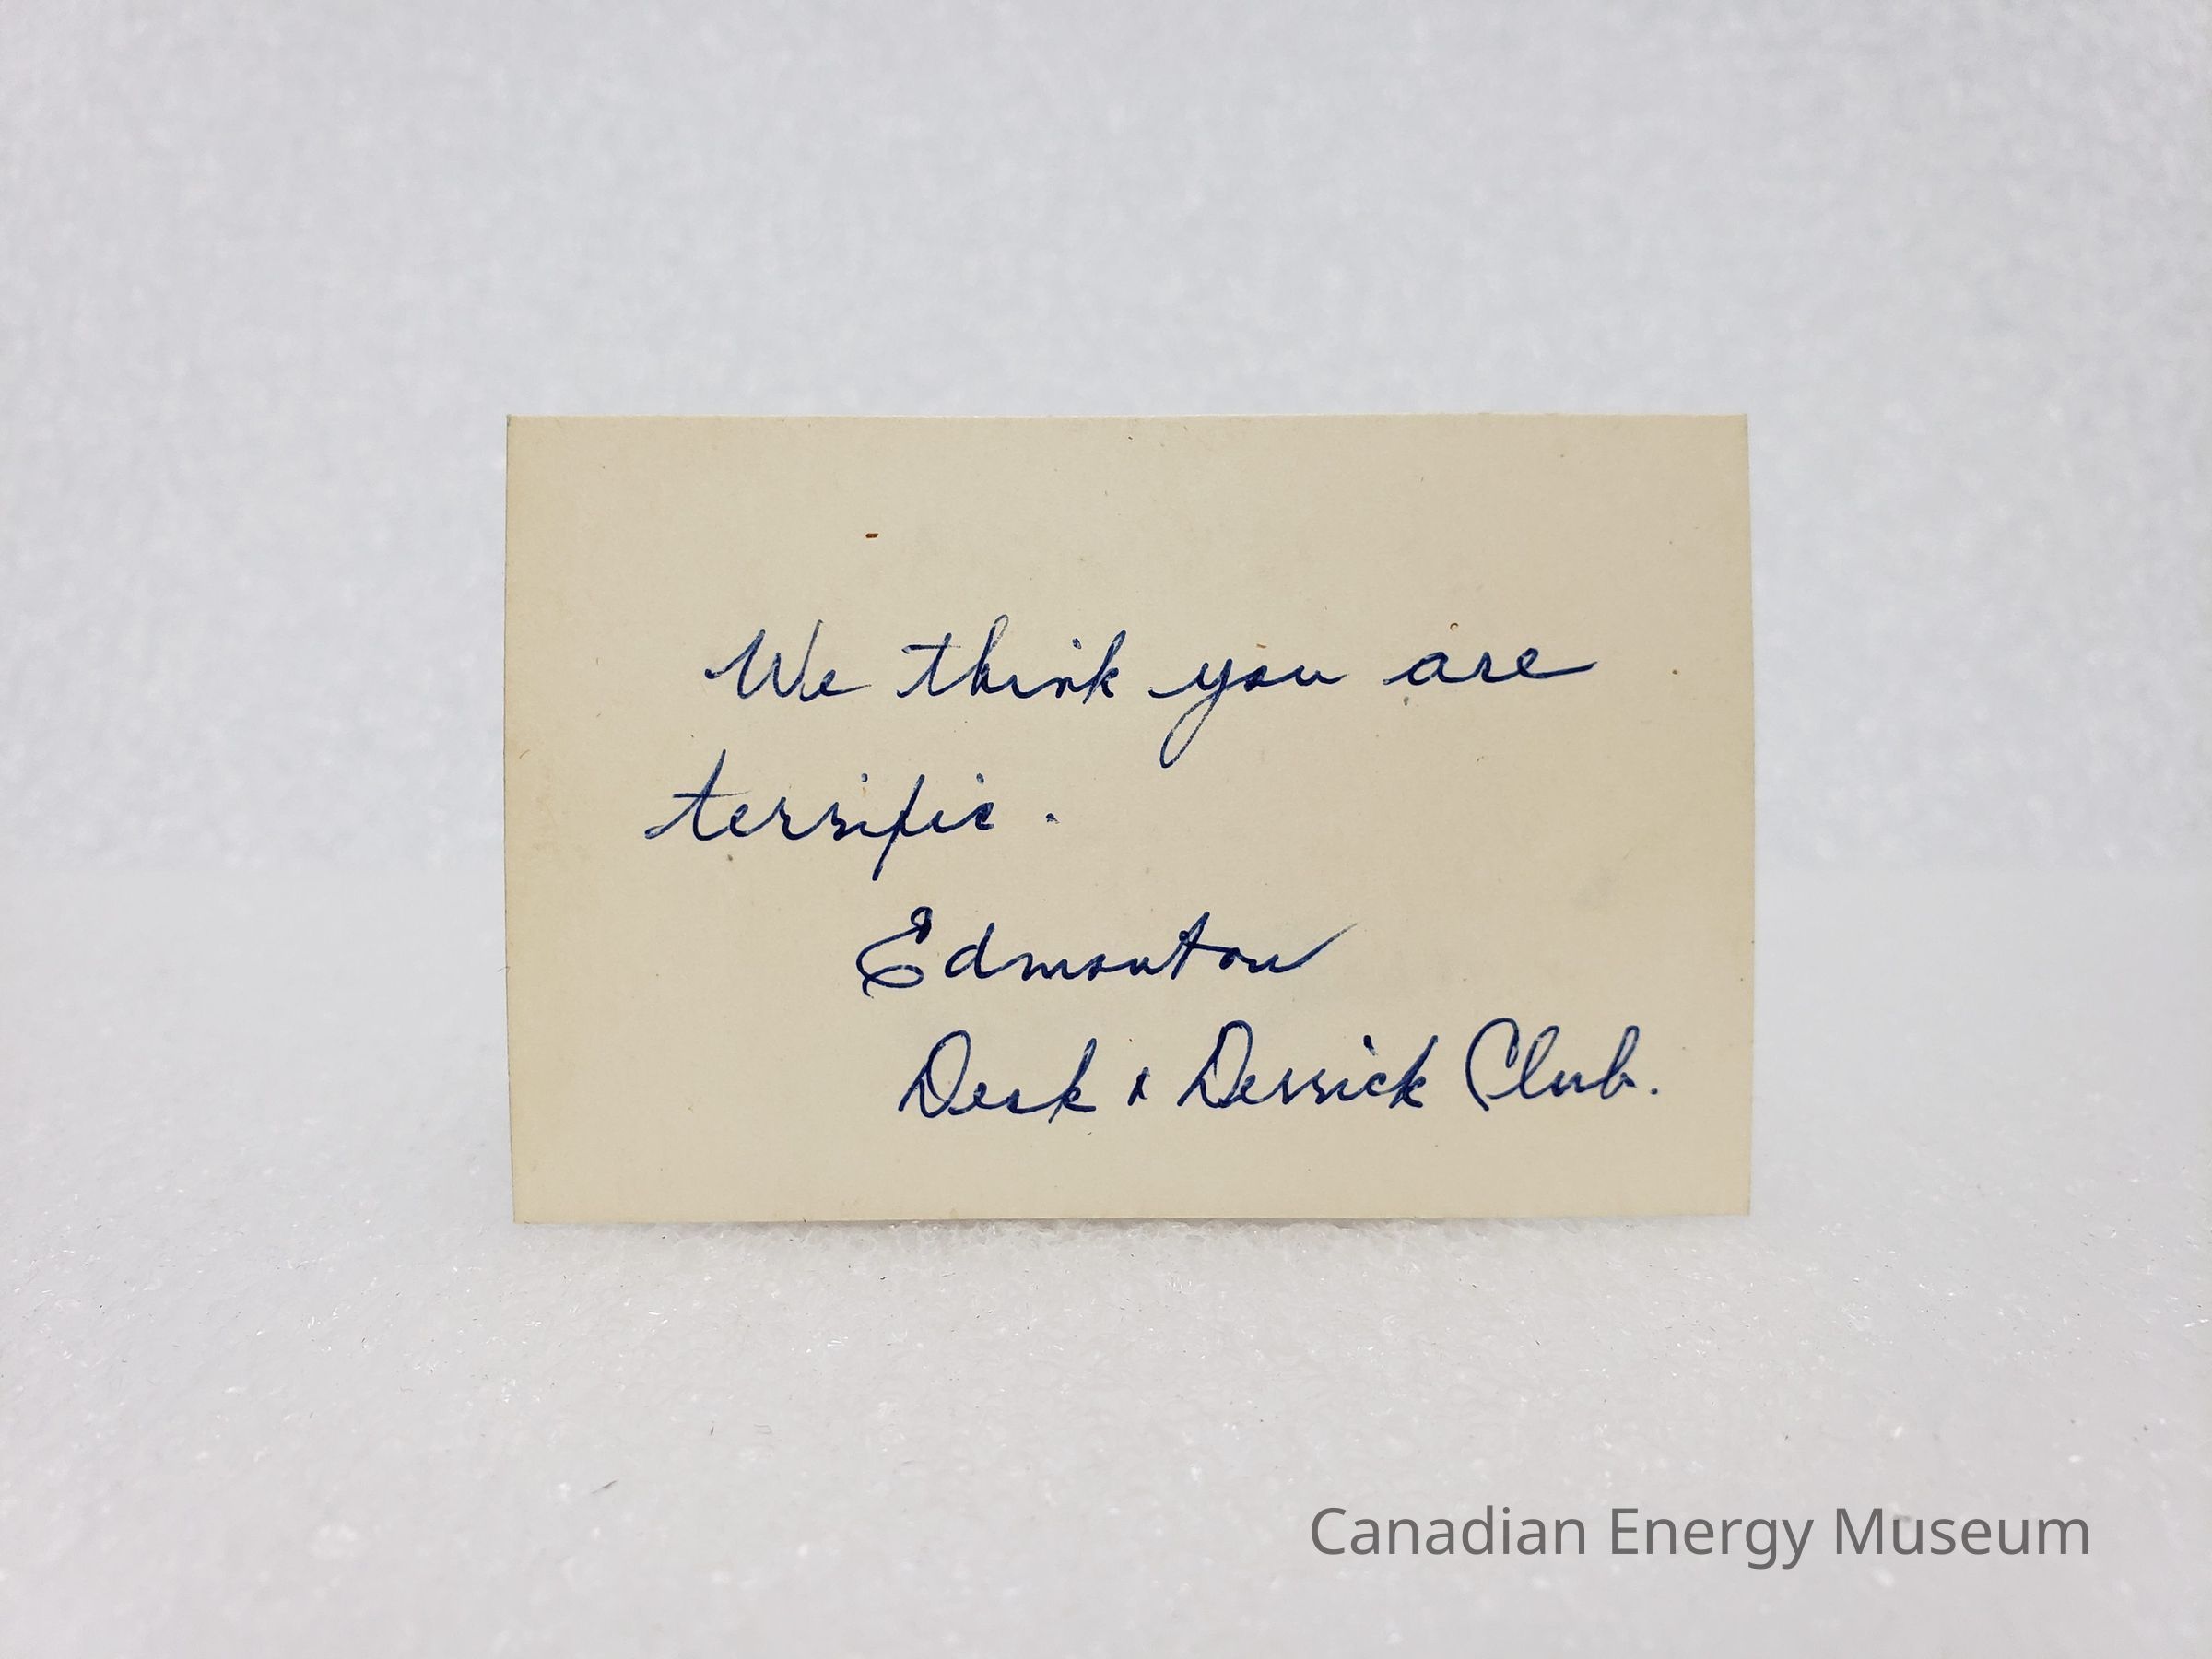 We think you are
terrific.
Edmonton
Desk & Derrick Club.
Canadian Energy Museum